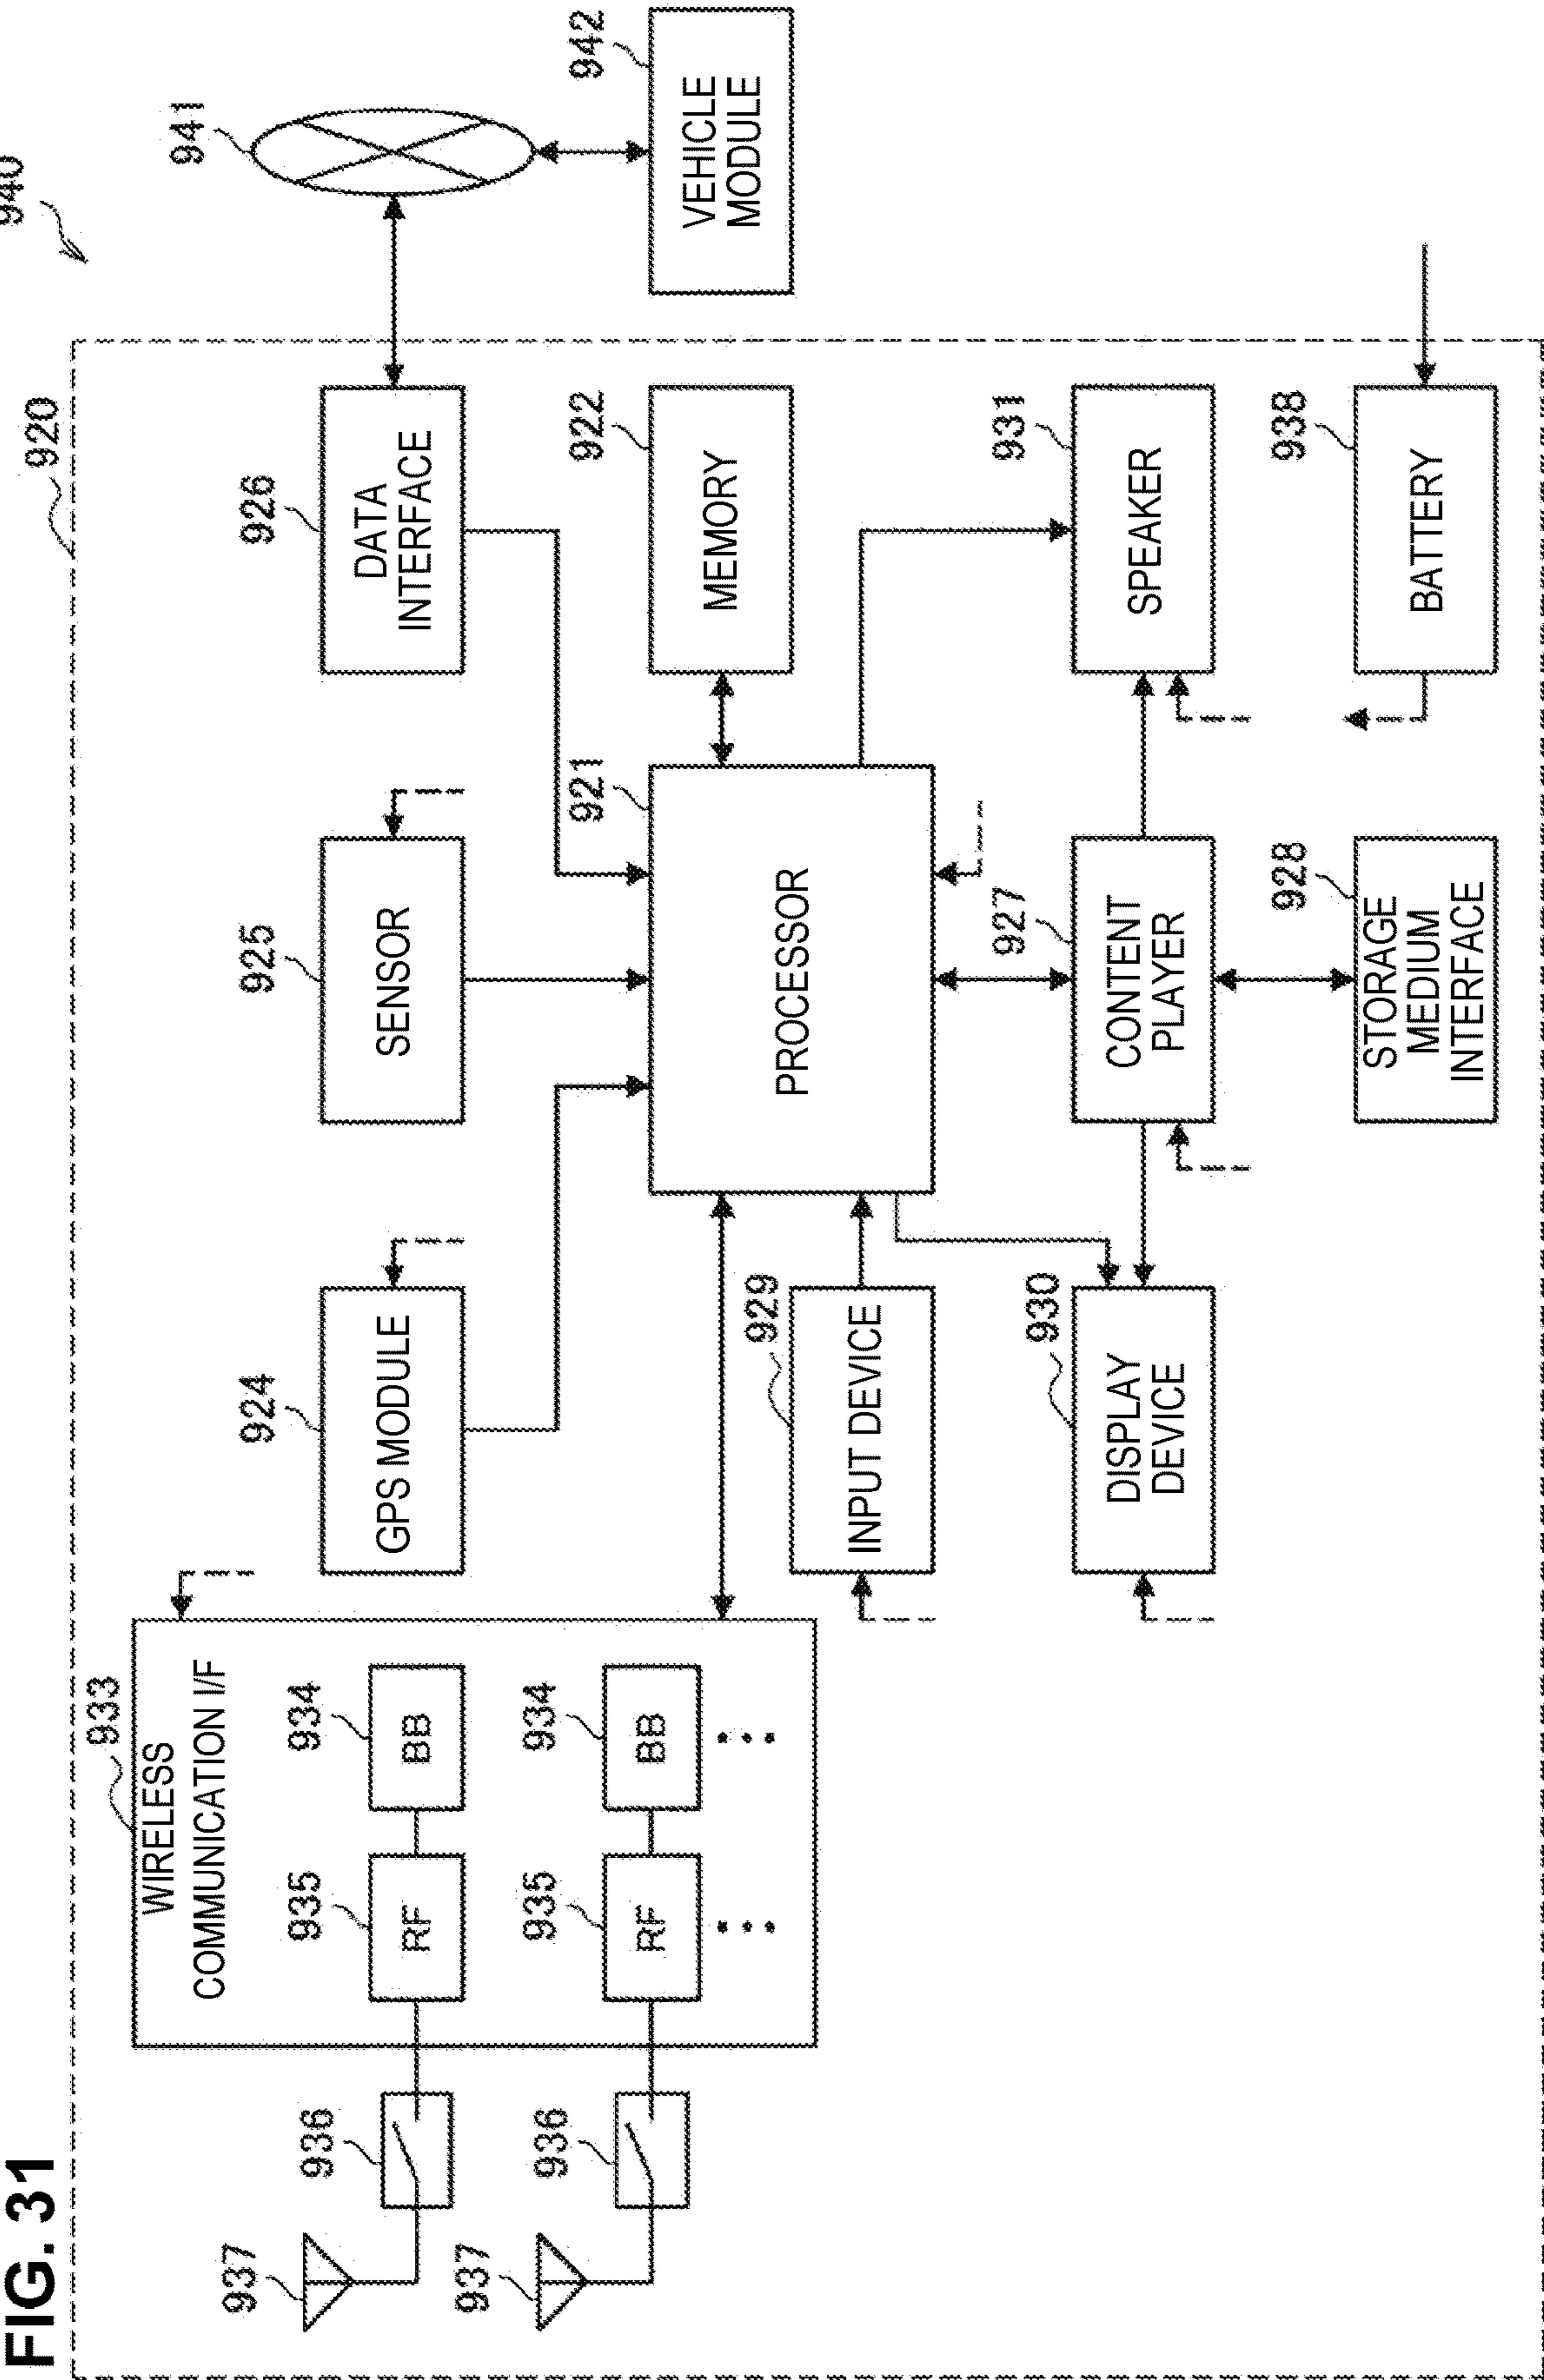 FIG. 31
940
920
941
942
VEHICLE
MODULE
933
WIRELESS
COMMUNICATION I/F
937
936
935
RF
934
BB
937
936
935
RF
934
BB
924
GPS MODULE
925
SENSOR
926
DATA
INTERFACE
921
PROCESSOR
922
MEMORY
929
INPUT DEVICE
930
DISPLAY
DEVICE
927
CONTENT
PLAYER
931
SPEAKER
928
STORAGE
MEDIUM
INTERFACE
938
BATTERY